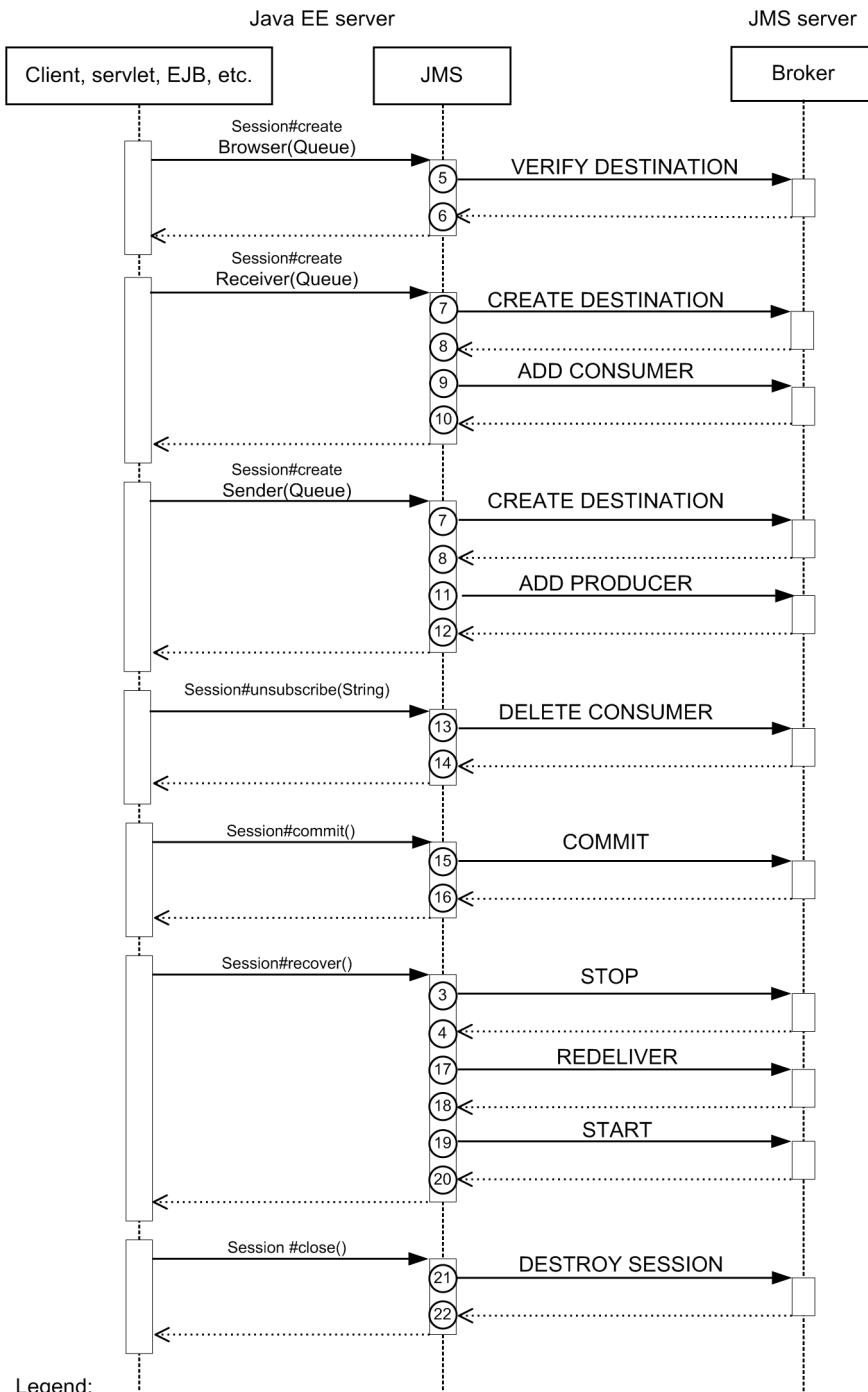 Java EE server
JMS server
Client, servlet, EJB, etc.
JMS
Broker
Session#create
Browser(Queue)
5
VERIFY DESTINATION
6
Session#create
Receiver(Queue)
7
CREATE DESTINATION
8
9
ADD CONSUMER
10
Session#create
Sender(Queue)
7
CREATE DESTINATION
8
11
ADD PRODUCER
12
Session#unsubscribe(String)
13
DELETE CONSUMER
14
Session#commit()
15
COMMIT
16
Session#recover()
3
STOP
4
17
REDELIVER
18
19
START
20
Session #close()
21
DESTROY SESSION
22
Legend: